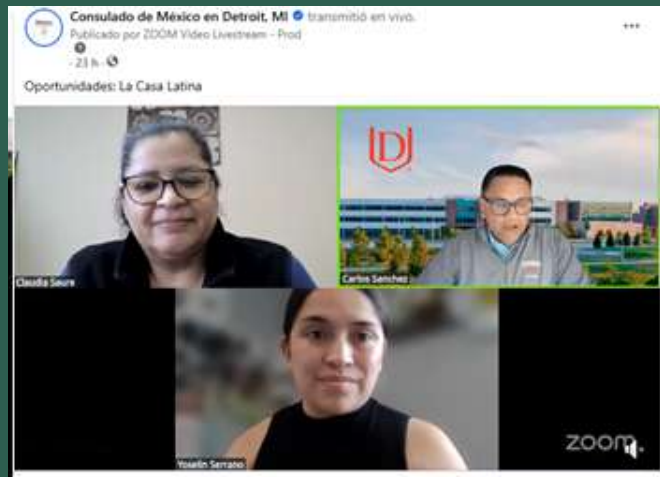 Consulado de México en Detroit, MI transmitió en vivo.
Publicado por ZOOM Video Livestream - Prod
· 23 h ·
Oportunidades: La Casa Latina
D
Claudia Saura
Carlos Sanchez
Yoselin Serrano
zoom